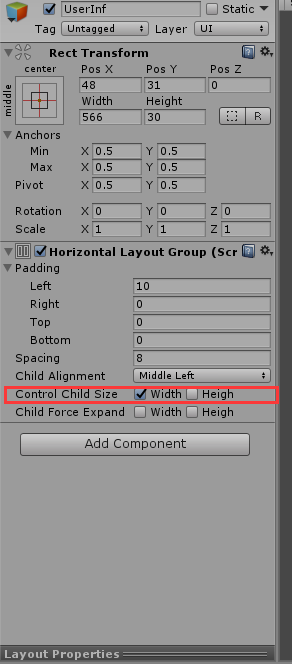 UserInf Static
Tag Untagged Layer UI
Rect Transform
center Pos X Pos Y Pos Z
middle 48 31 0
Width Height
566 30 R
Anchors
Min X 0.5 Y 0.5
Max X 0.5 Y 0.5
Pivot X 0.5 Y 0.5
Rotation X 0 Y 0 Z 0
Scale X 1 Y 1 Z 1
Horizontal Layout Group (Scr
Padding
Left 10
Right 0
Top 0
Bottom 0
Spacing 8
Child Alignment Middle Left
Control Child Size Width Heigh
Child Force Expand Width Heigh
Add Component
Layout Properties